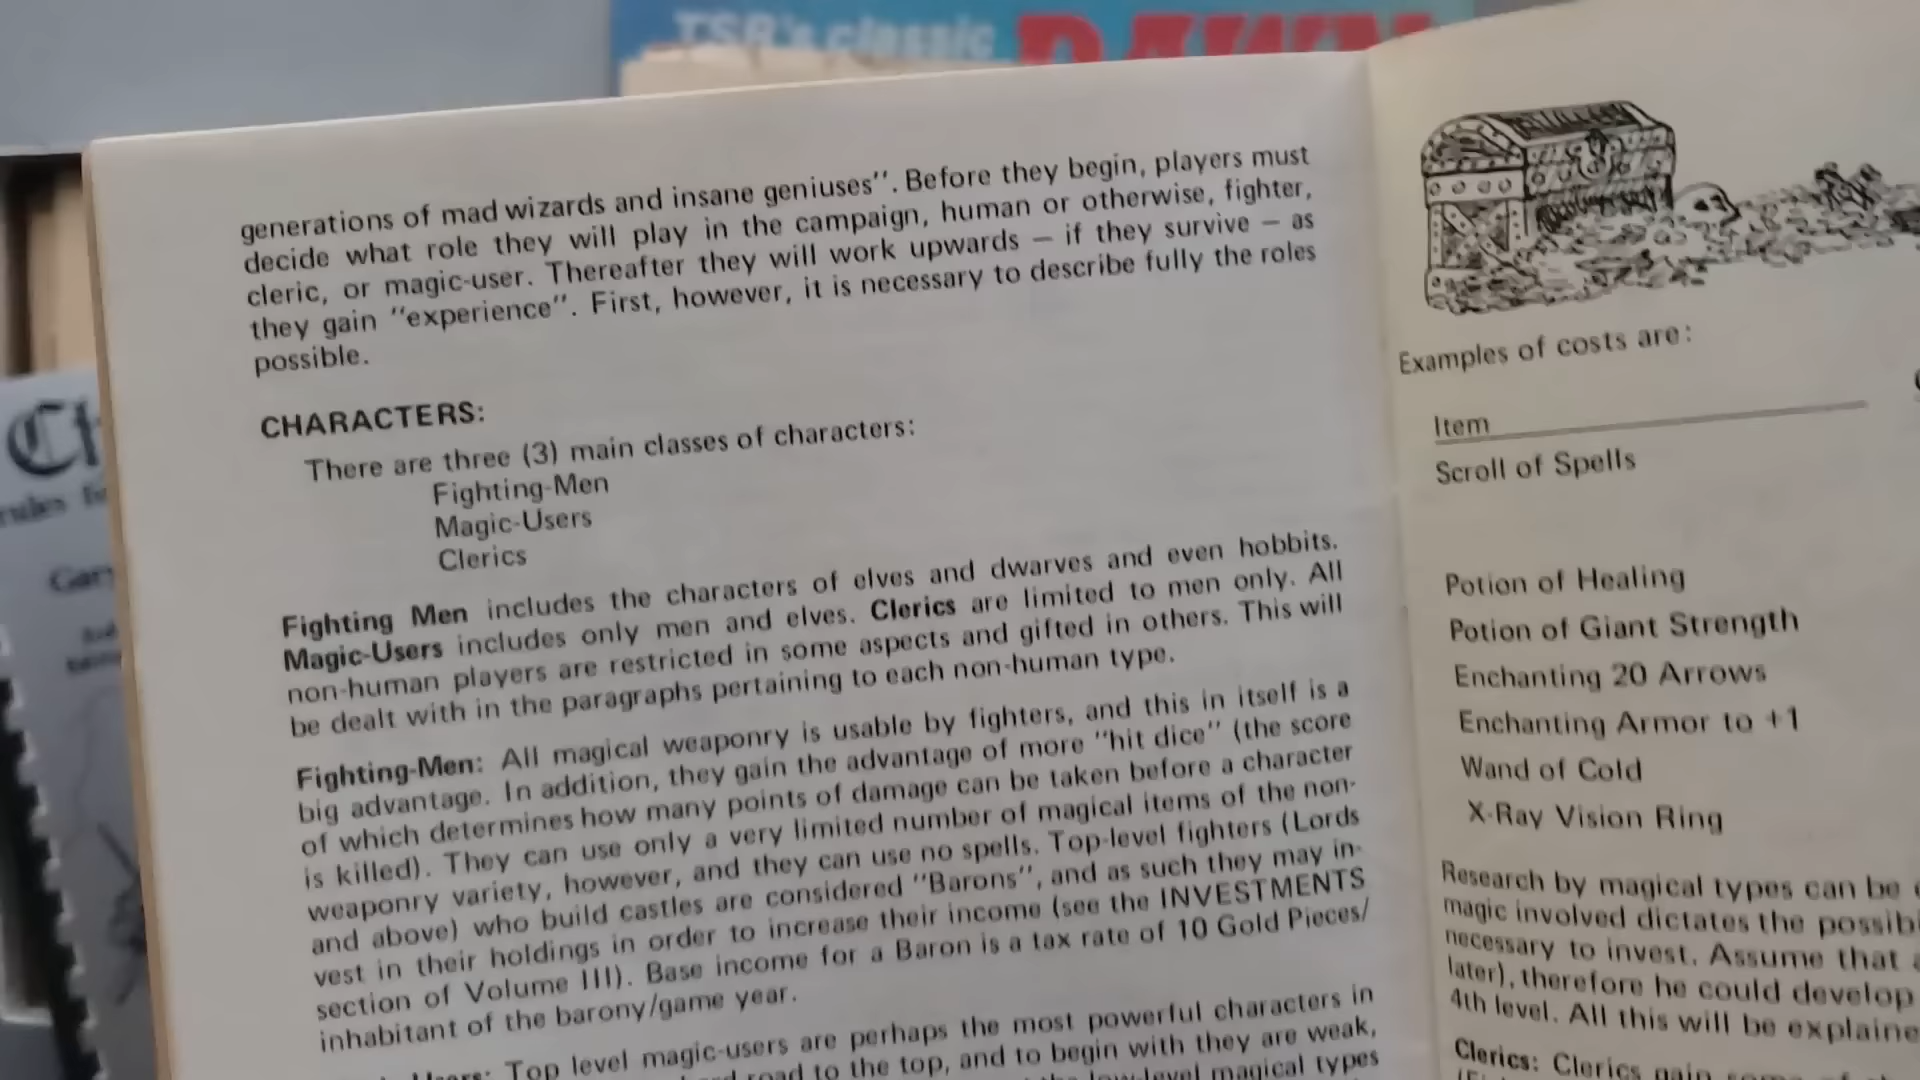 TSR's classic DAWN
generations of mad wizards and insane geniuses". Before they begin, players must
decide what role they will play in the campaign, human or otherwise, fighter,
cleric, or magic-user. Thereafter they will work upwards — if they survive — as
they gain "experience". First, however, it is necessary to describe fully the roles
possible.
CHARACTERS:
There are three (3) main classes of characters:
Fighting-Men
Magic-Users
Clerics
Fighting Men includes the characters of elves and dwarves and even hobbits.
Magic-Users includes only men and elves. Clerics are limited to men only. All
non-human players are restricted in some aspects and gifted in others. This will
be dealt with in the paragraphs pertaining to each non-human type.
Fighting-Men: All magical weaponry is usable by fighters, and this in itself is a
big advantage. In addition, they gain the advantage of more "hit dice" (the score
of which determines how many points of damage can be taken before a character
is killed). They can use only a very limited number of magical items of the non-
weaponry variety, however, and they can use no spells. Top-level fighters (Lords
and above) who build castles are considered "Barons", and as such they may in-
vest in their holdings in order to increase their income (see the INVESTMENTS
section of Volume III). Base income for a Baron is a tax rate of 10 Gold Pieces/
inhabitant of the barony/game year.
Users: Top level magic-users are perhaps the most powerful characters in
road to the top, and to begin with they are weak,
low-level magical types
Examples of costs are:
Item
Scroll of Spells
Potion of Healing
Potion of Giant Strength
Enchanting 20 Arrows
Enchanting Armor to +1
Wand of Cold
X-Ray Vision Ring
Research by magical types can be
magic involved dictates the
necessary to invest. Assume that
later), therefore he could develop
4th level. All this will be
Clerics: Clerics gain some of
rules